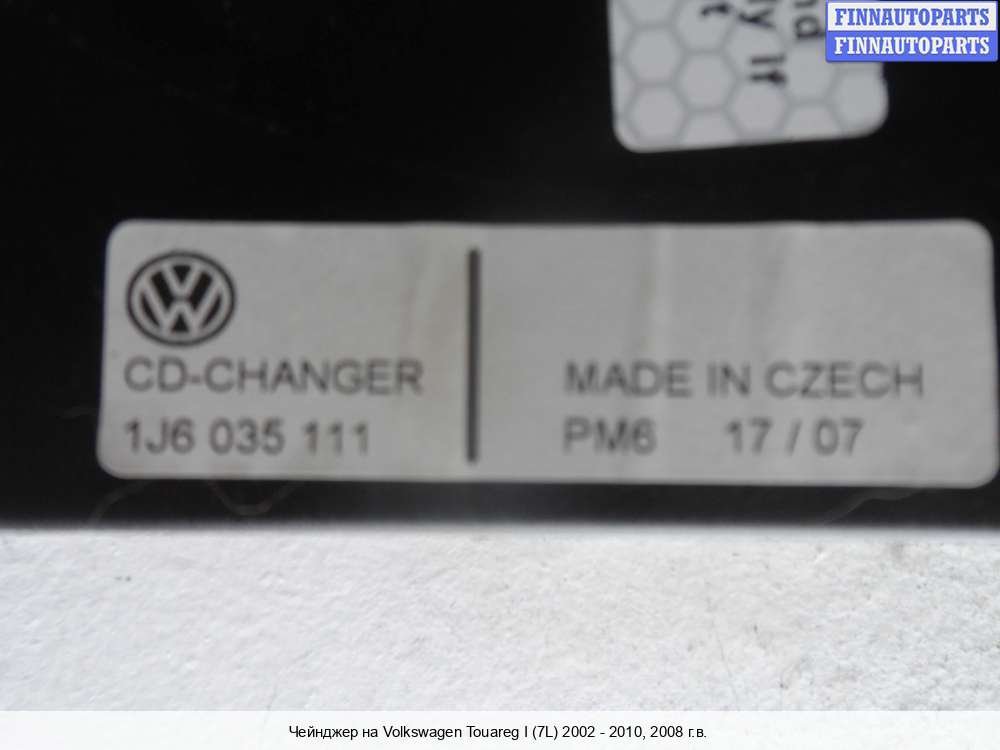 FINNAUTOPARTS
FINNAUTOPARTS
If
CD-CHANGER
1J6 035 111
MADE IN CZECH
PM6 17 / 07
Чейнджер на Volkswagen Touareg I (7L) 2002 - 2010, 2008 г.в.